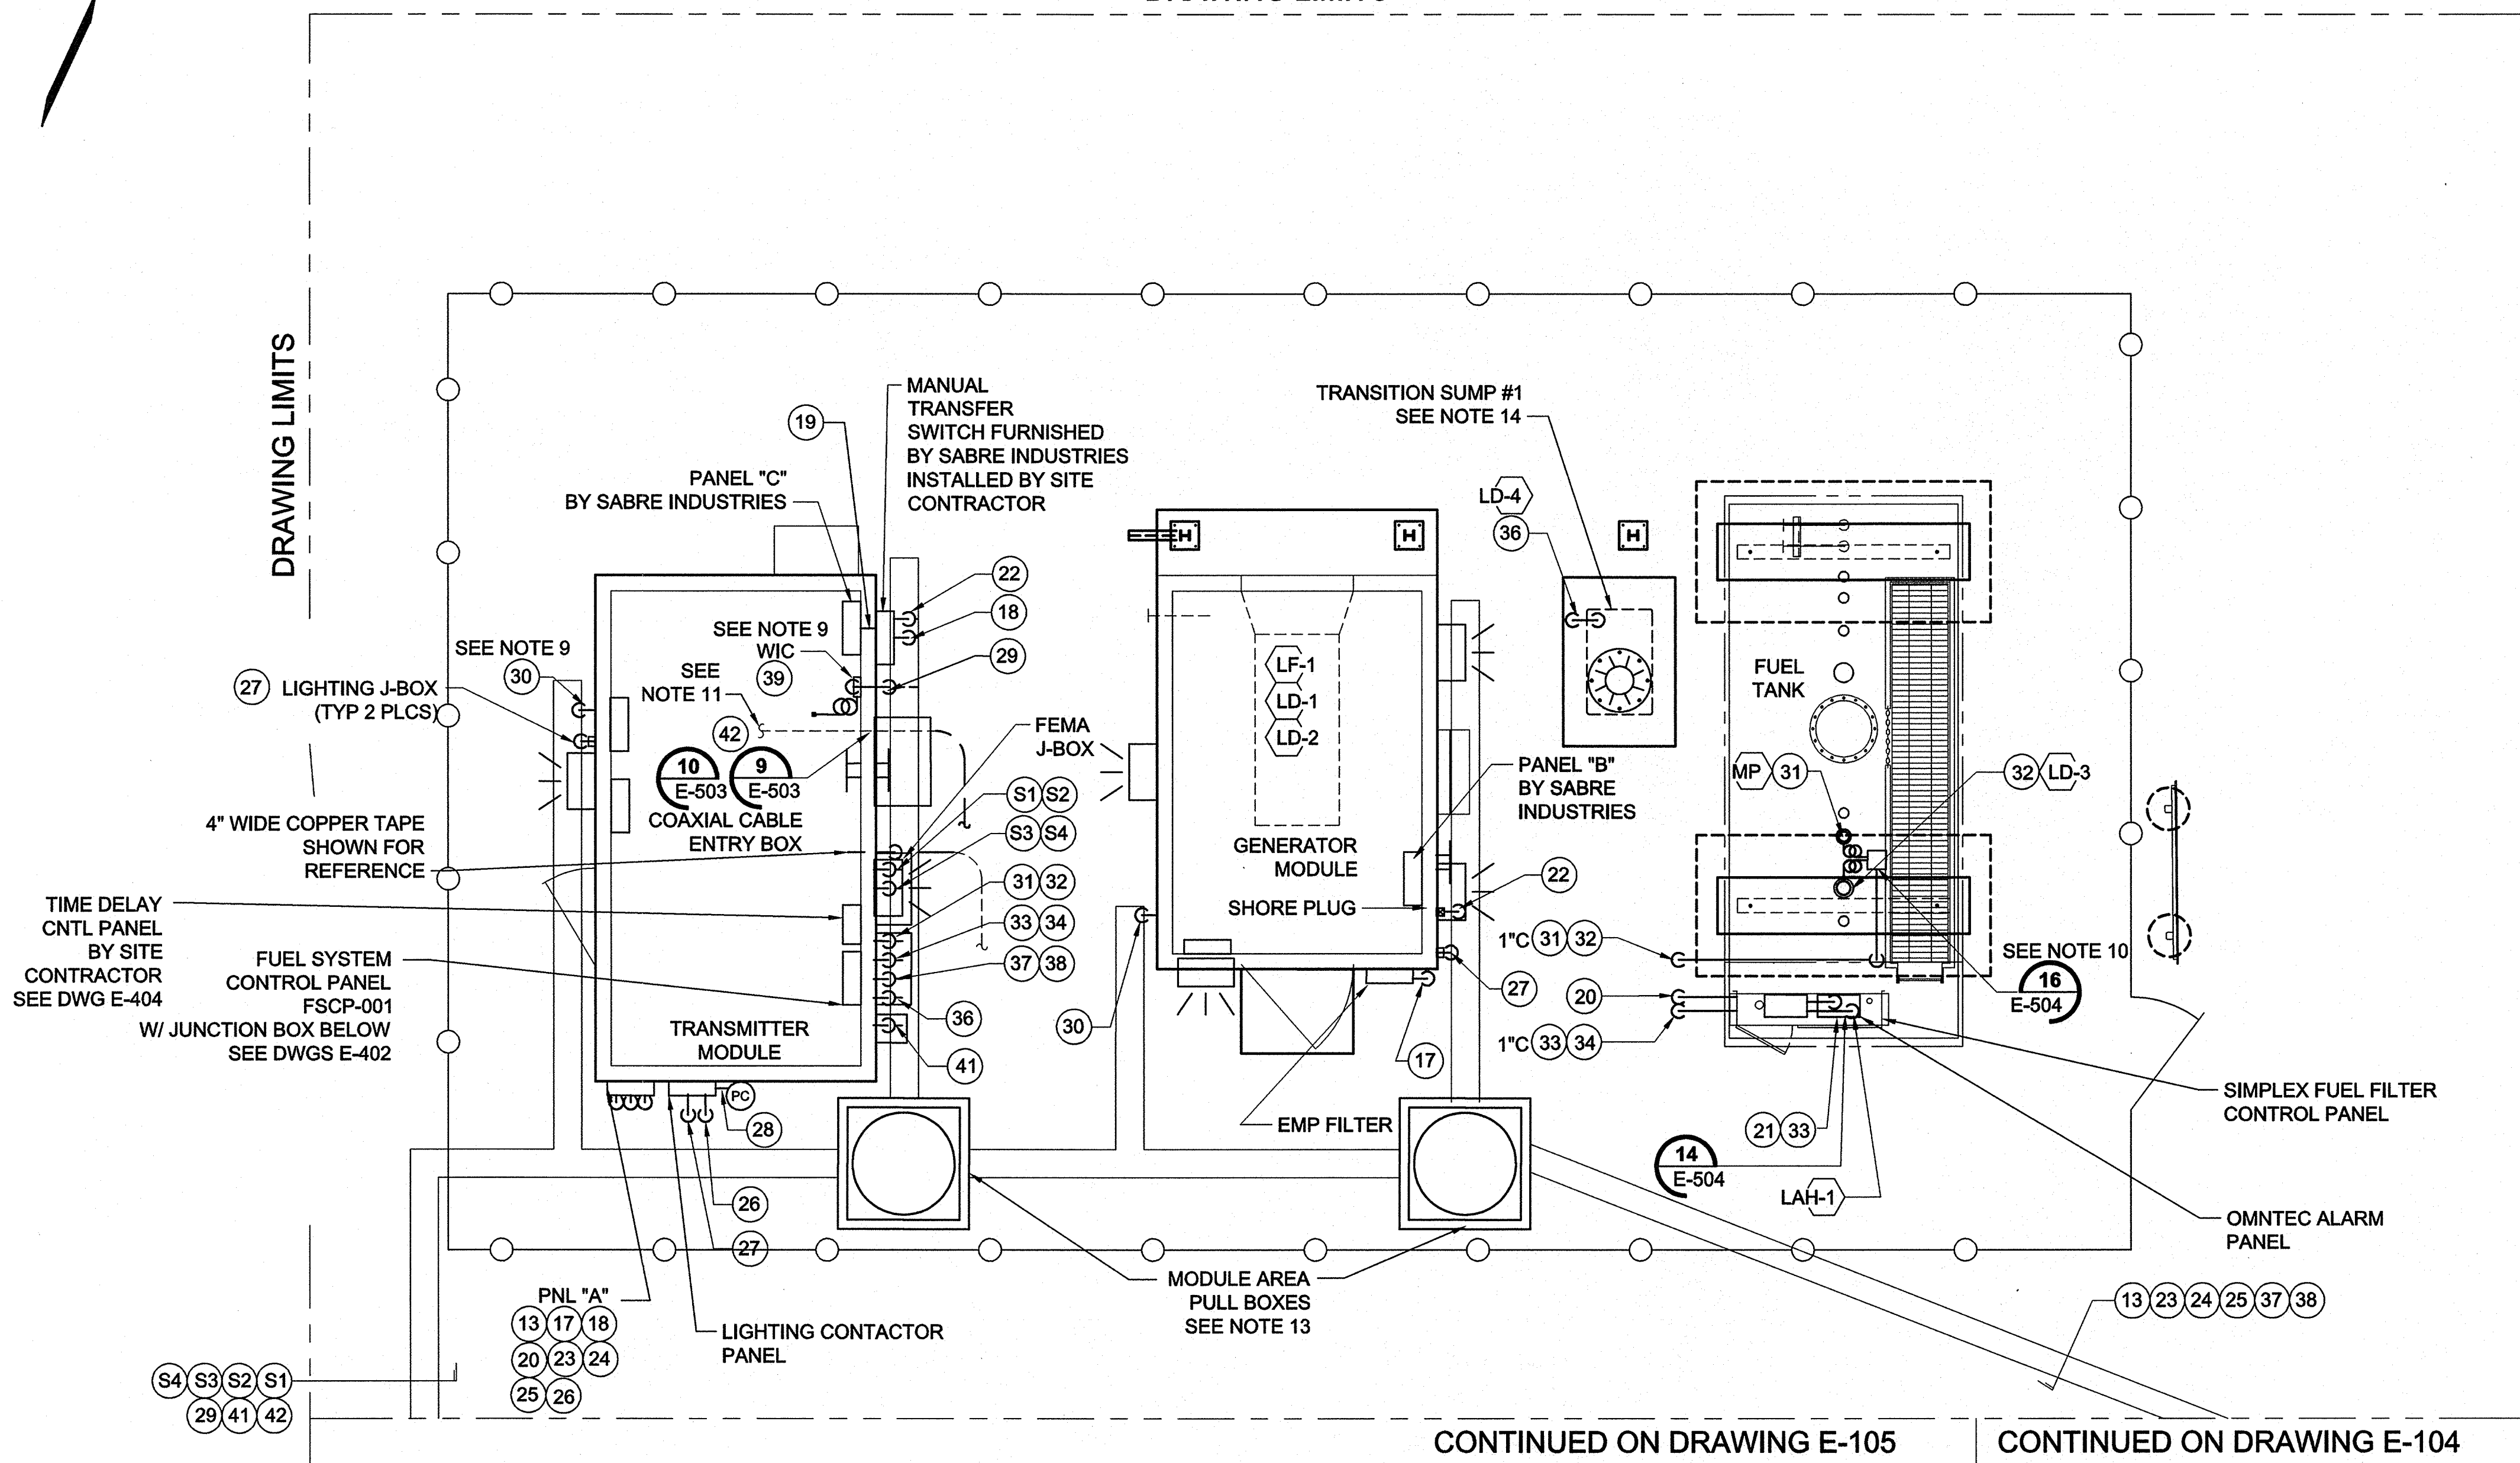 DRAWING LIMITS
MANUAL
TRANSFER
SWITCH FURNISHED
BY SABRE INDUSTRIES
INSTALLED BY SITE
CONTRACTOR
19
PANEL "C"
BY SABRE INDUSTRIES
TRANSITION SUMP #1
SEE NOTE 14
LD-4
36
H
H
H
22
18
29
SEE NOTE 9
WIC
39
SEE NOTE 9
30
27
LIGHTING J-BOX
(TYP 2 PLCS)
SEE
NOTE 11
42
10
E-503
9
E-503
COAXIAL CABLE
ENTRY BOX
FEMA
J-BOX
S1 S2
S3 S4
31 32
33 34
37 38
36
41
4" WIDE COPPER TAPE
SHOWN FOR
REFERENCE
TIME DELAY
CNTL PANEL
BY SITE
CONTRACTOR
SEE DWG E-404
FUEL SYSTEM
CONTROL PANEL
FSCP-001
W/ JUNCTION BOX BELOW
SEE DWGS E-402
TRANSMITTER
MODULE
PC
28
26
27
LF-1
LD-1
LD-2
GENERATOR
MODULE
SHORE PLUG
PANEL "B"
BY SABRE
INDUSTRIES
22
27
30
17
EMP FILTER
FUEL
TANK
MP 31
32 LD-3
1"C 31 32
20
1"C 33 34
SEE NOTE 10
16
E-504
21 33
14
E-504
LAH-1
SIMPLEX FUEL FILTER
CONTROL PANEL
OMNTEC ALARM
PANEL
MODULE AREA
PULL BOXES
SEE NOTE 13
PNL "A"
13 17 18
20 23 24
25 26
LIGHTING CONTACTOR
PANEL
S4 S3 S2 S1
29 41 42
13 23 24 25 37 38
CONTINUED ON DRAWING E-105
CONTINUED ON DRAWING E-104